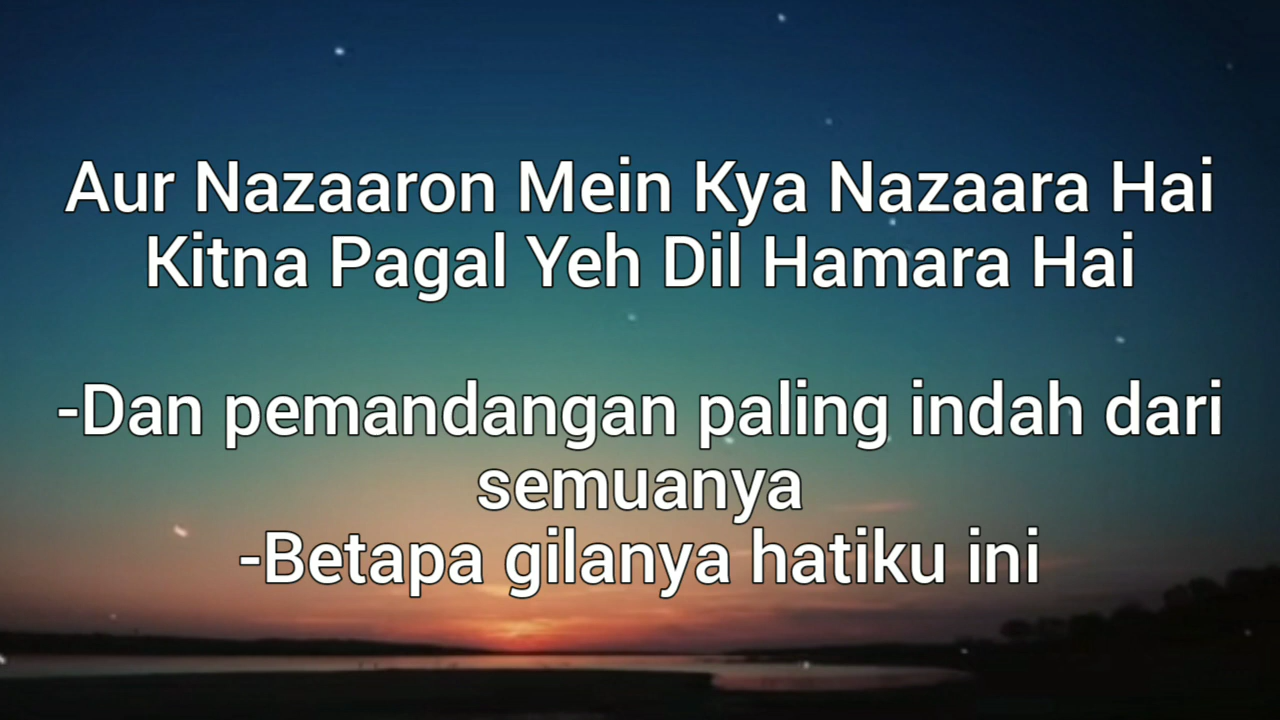 Aur Nazaaron Mein Kya Nazaara Hai
Kitna Pagal Yeh Dil Hamara Hai
-Dan pemandangan paling indah dari
semuanya
-Betapa gilanya hatiku ini